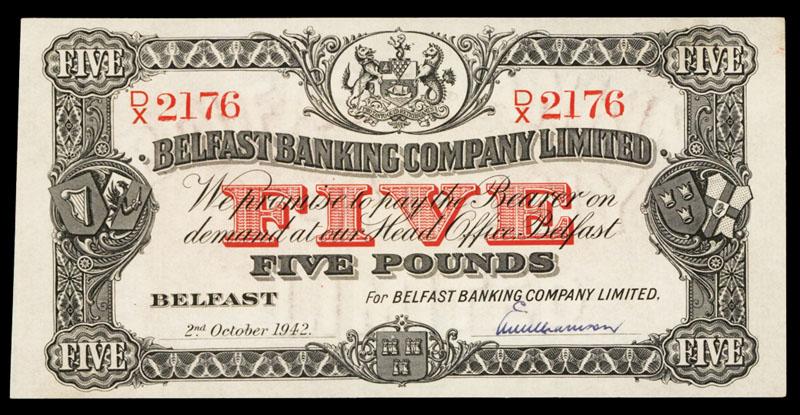 FIVE FIVE
D/X 2176 D/X 2176
BELFAST BANKING COMPANY LIMITED
FIVE
We promise to pay the Bearer on
demand at our Head Office, Belfast
FIVE POUNDS
BELFAST For BELFAST BANKING COMPANY LIMITED.
2nd October 1942.
FIVE FIVE